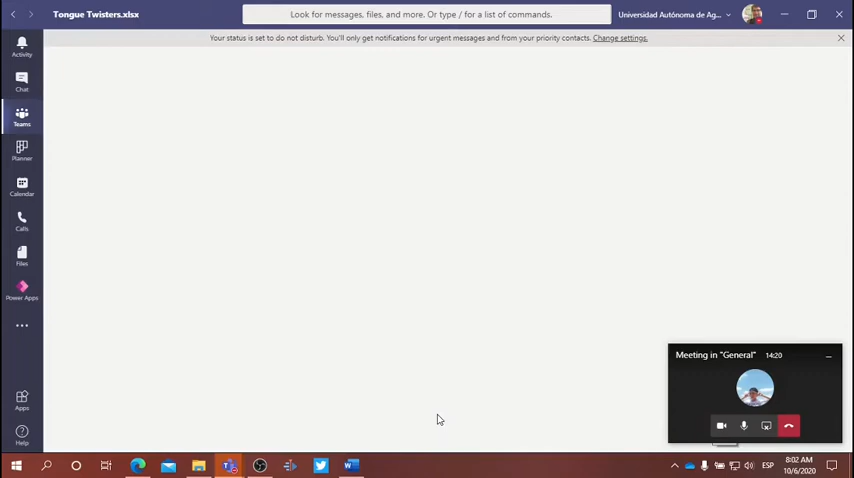 Tongue Twisters.xlsx
Look for messages, files, and more. Or type / for a list of commands.
Universidad Autónoma de Ag...
Your status is set to do not disturb. You'll only get notifications for urgent messages and from your priority contacts. Change settings.
Activity
Chat
Teams
Planner
Calendar
Calls
Files
Power Apps
Apps
Help
Meeting in "General" 14:20
ESP
8:02 AM
10/6/2020